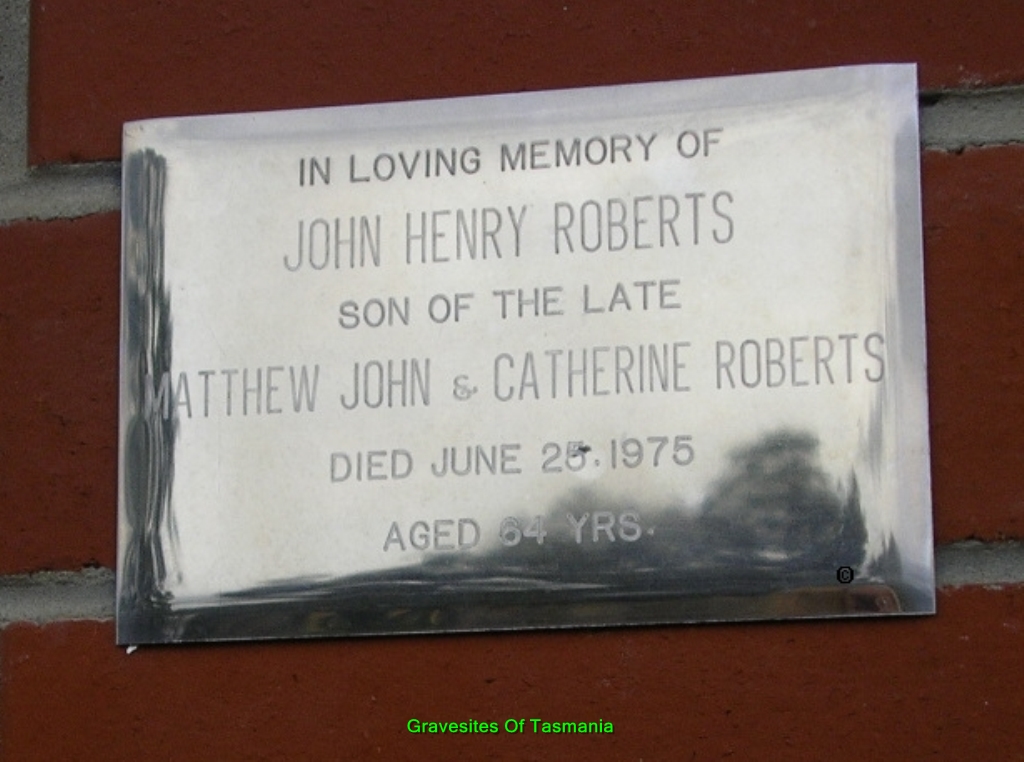 IN LOVING MEMORY OF
JOHN HENRY ROBERTS
SON OF THE LATE
MATTHEW JOHN & CATHERINE ROBERTS
DIED JUNE 25. 1975
AGED 64 YRS.
©
Gravesites Of Tasmania